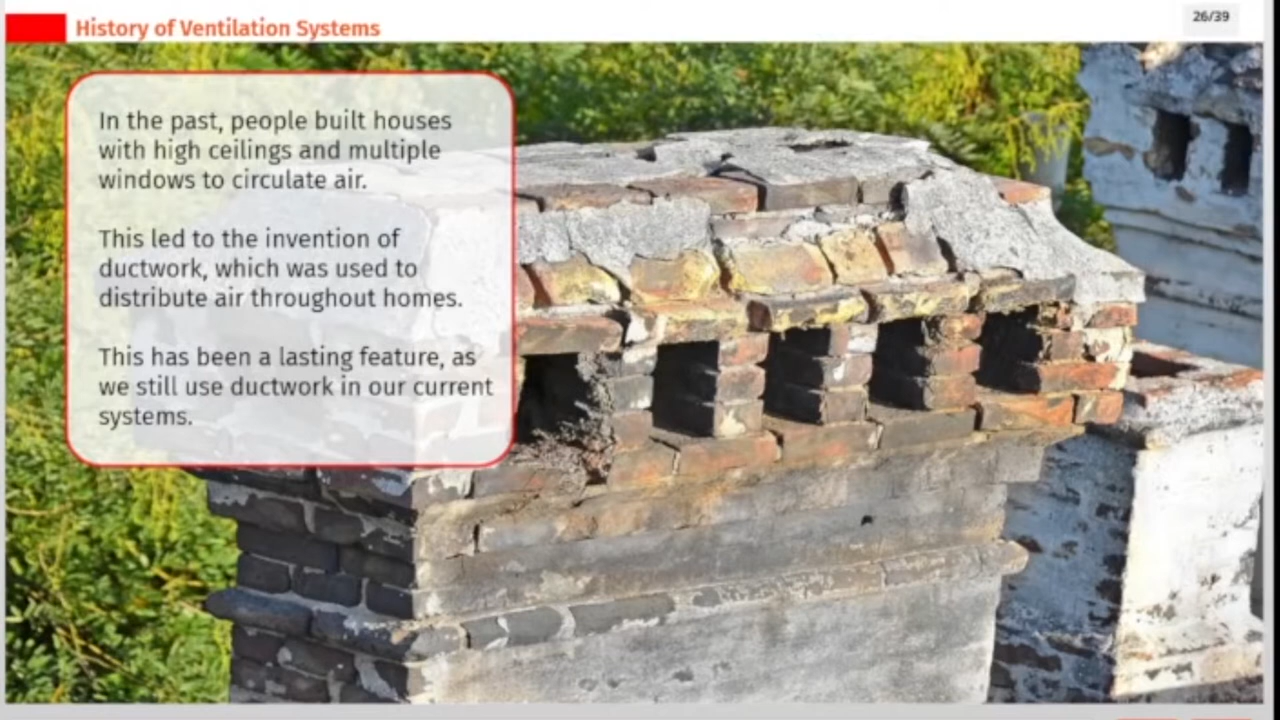 History of Ventilation Systems
26/39
In the past, people built houses
with high ceilings and multiple
windows to circulate air.
This led to the invention of
ductwork, which was used to
distribute air throughout homes.
This has been a lasting feature, as
we still use ductwork in our current
systems.